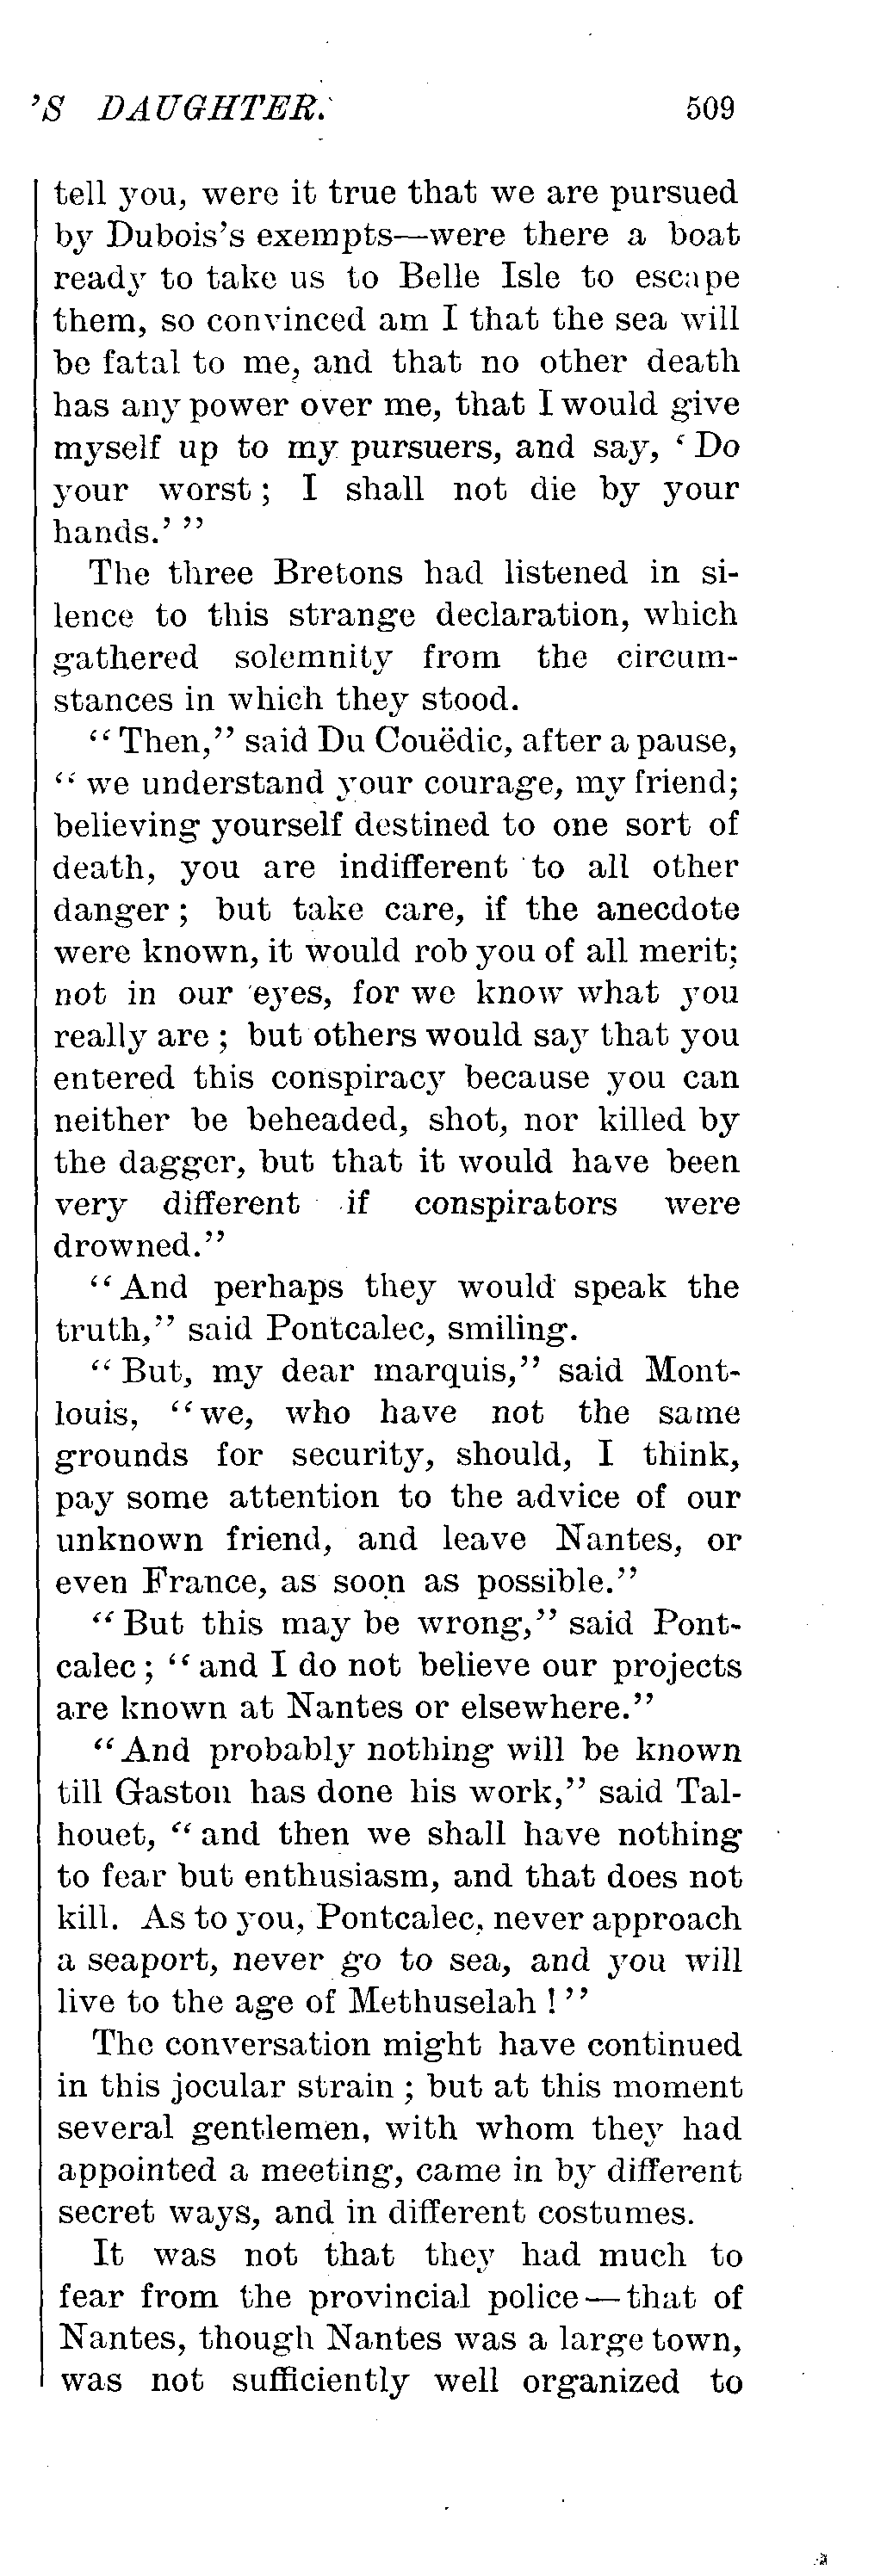 'S DAUGHTER. 509
tell you, were it true that we are pursued
by Dubois's exempts—were there a boat
ready to take us to Belle Isle to escape
them, so convinced am I that the sea will
be fatal to me, and that no other death
has any power over me, that I would give
myself up to my pursuers, and say, ‘ Do
your worst ; I shall not die by your
hands.’ ”
The three Bretons had listened in si-
lence to this strange declaration, which
gathered solemnity from the circum-
stances in which they stood.
“ Then,” said Du Couëdic, after a pause,
“ we understand your courage, my friend;
believing yourself destined to one sort of
death, you are indifferent to all other
danger ; but take care, if the anecdote
were known, it would rob you of all merit;
not in our eyes, for we know what you
really are ; but others would say that you
entered this conspiracy because you can
neither be beheaded, shot, nor killed by
the dagger, but that it would have been
very different if conspirators were
drowned.”
“ And perhaps they would speak the
truth,” said Pontcalec, smiling.
“ But, my dear marquis,” said Mont-
louis, “ we, who have not the same
grounds for security, should, I think,
pay some attention to the advice of our
unknown friend, and leave Nantes, or
even France, as soon as possible.”
“ But this may be wrong,” said Pont-
calec ; “ and I do not believe our projects
are known at Nantes or elsewhere.”
“ And probably nothing will be known
till Gaston has done his work,” said Tal-
houet, “ and then we shall have nothing
to fear but enthusiasm, and that does not
kill. As to you, Pontcalec, never approach
a seaport, never go to sea, and you will
live to the age of Methuselah ! ”
The conversation might have continued
in this jocular strain ; but at this moment
several gentlemen, with whom they had
appointed a meeting, came in by different
secret ways, and in different costumes.
It was not that they had much to
fear from the provincial police — that of
Nantes, though Nantes was a large town,
was not sufficiently well organized to